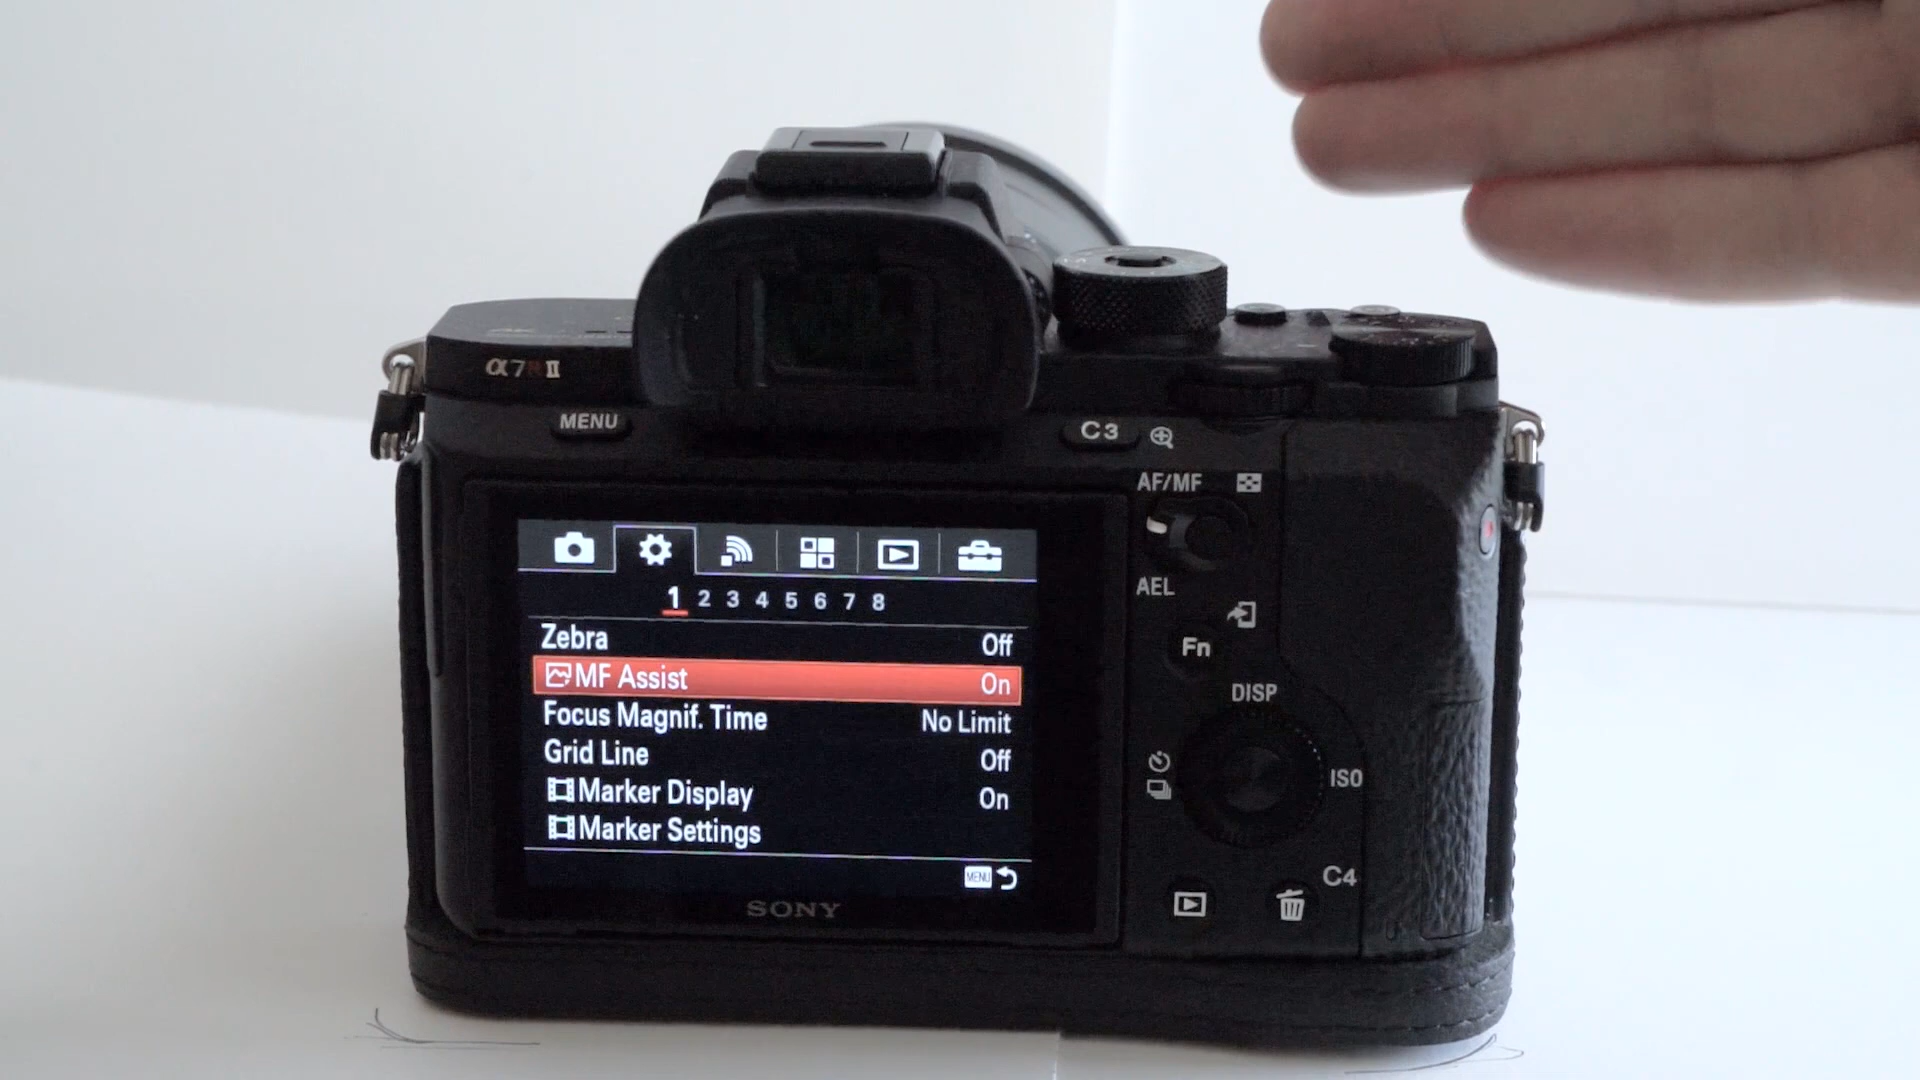 α7RII
MENU
C3
AF/MF
AEL
1 2 3 4 5 6 7 8
Zebra Off
MF Assist On
Focus Magnif. Time No Limit
Grid Line Off
Marker Display On
Marker Settings
MENU
SONY
Fn
DISP
ISO
C4